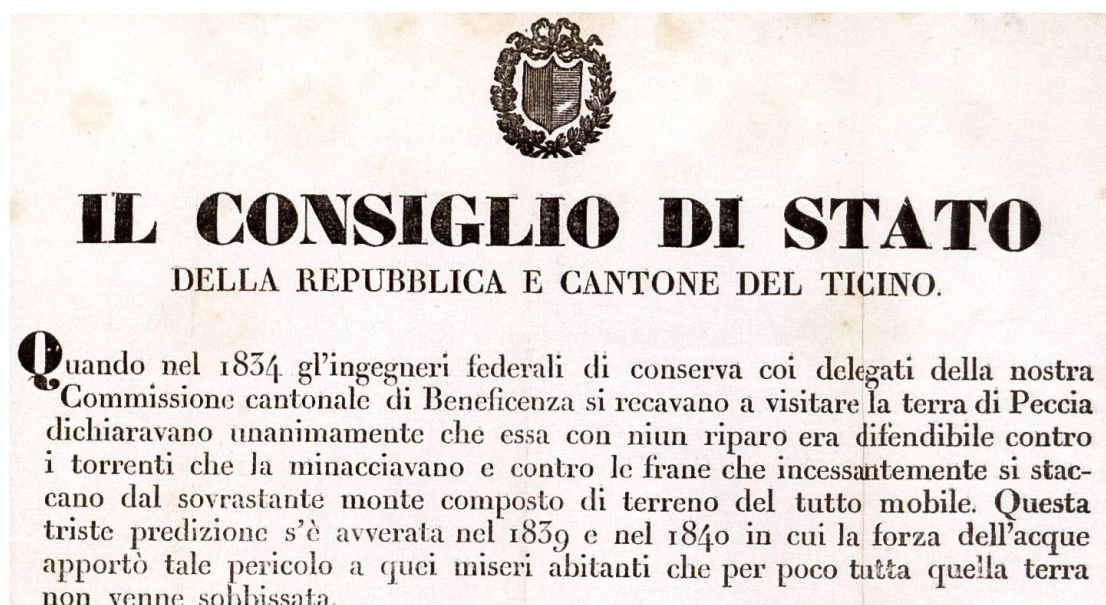 IL CONSIGLIO DI STATO
DELLA REPUBBLICA E CANTONE DEL TICINO.
Quando nel 1834 gl'ingegneri federali di conserva coi delegati della nostra
Commissione cantonale di Beneficenza si recavano a visitare la terra di Peccia
dichiaravano unanimamente che essa con niun riparo era difendibile contro
i torrenti che la minacciavano e contro le frane che incessantemente si stac-
cano dal sovrastante monte composto di terreno del tutto mobile. Questa
triste predizione s'è avverata nel 1839 e nel 1840 in cui la forza dell'acque
apportò tale pericolo a quei miseri abitanti che per poco tutta quella terra
non venne sobbissata.